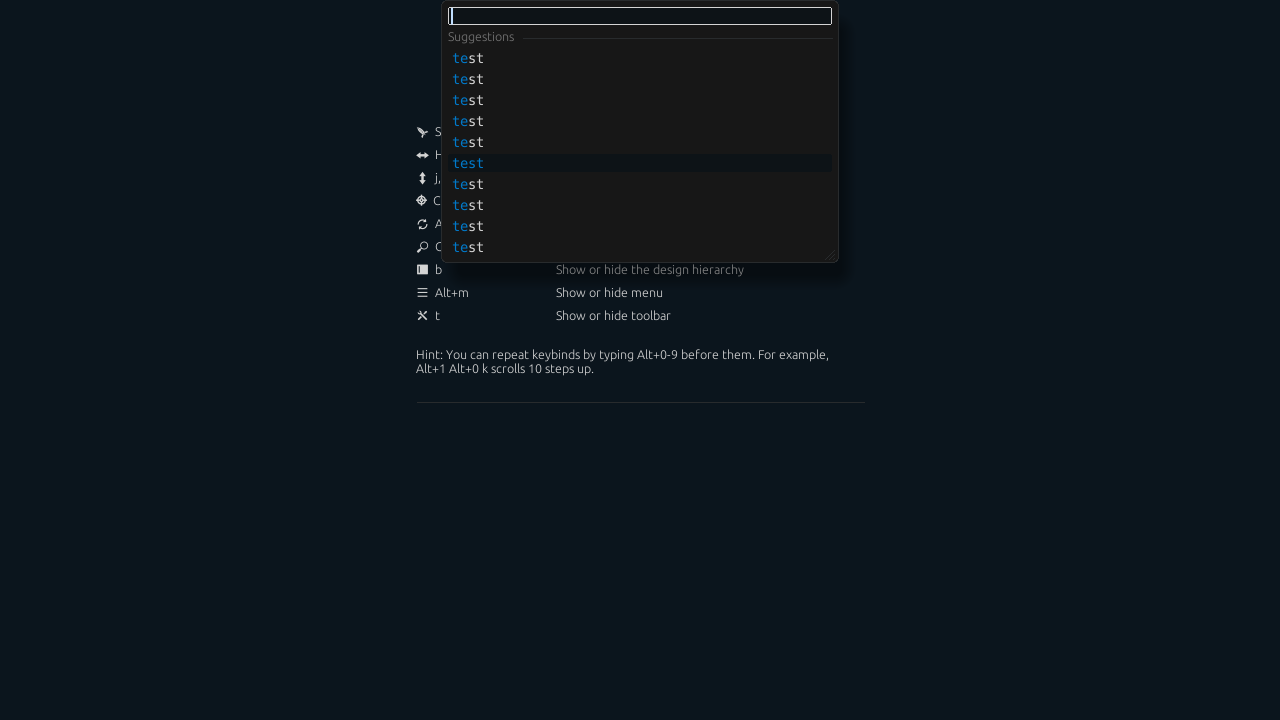 Suggestions
test
test
test
test
test
test
test
test
test
test
S
H
j,
C
A
C
b Show or hide the design hierarchy
Alt+m Show or hide menu
t Show or hide toolbar
Hint: You can repeat keybinds by typing Alt+0-9 before them. For example,
Alt+1 Alt+0 k scrolls 10 steps up.